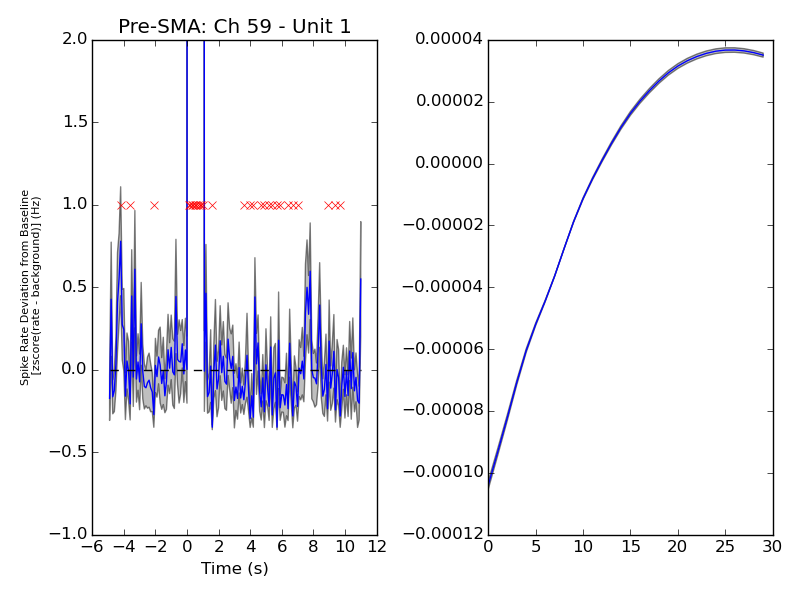 Pre-SMA: Ch 59 - Unit 1
Spike Rate Deviation from Baseline
[zscore(rate - background)] (Hz)
2.0
1.5
1.0
0.5
0.0
−0.5
−1.0
−6 −4 −2 0 2 4 6 8 10 12
Time (s)
0.00004
0.00002
0.00000
−0.00002
−0.00004
−0.00006
−0.00008
−0.00010
−0.00012
0 5 10 15 20 25 30